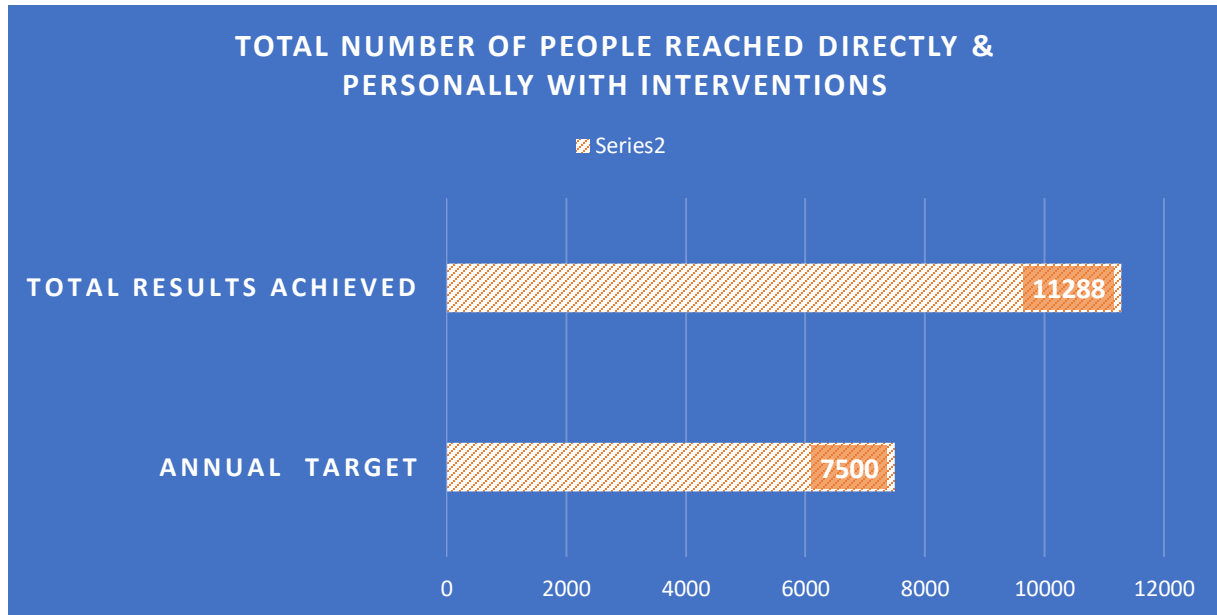 TOTAL NUMBER OF PEOPLE REACHED DIRECTLY &
PERSONALLY WITH INTERVENTIONS
Series2
TOTAL RESULTS ACHIEVED
11288
ANNUAL TARGET
7500
0 2000 4000 6000 8000 10000 12000